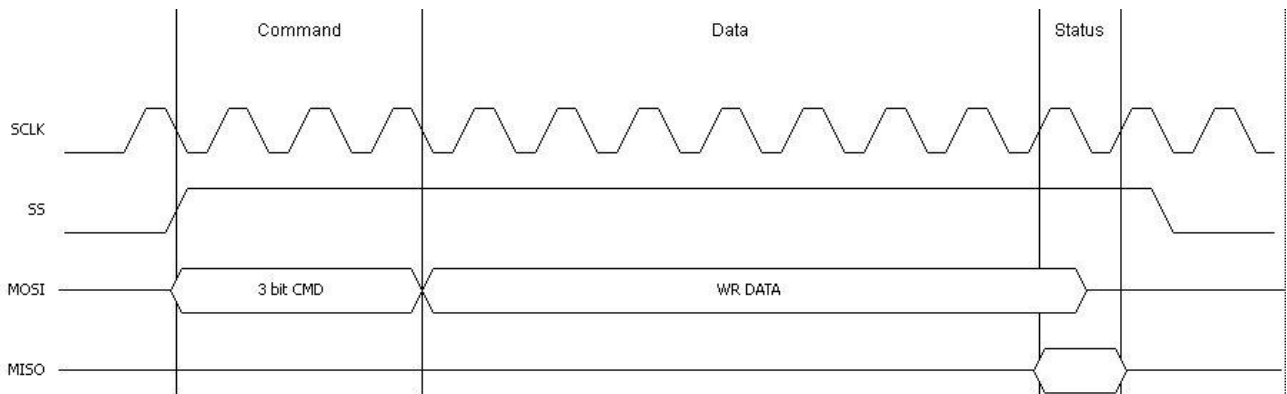 Command Data Status
SCLK
SS
MOSI 3 bit CMD WR DATA
MISO